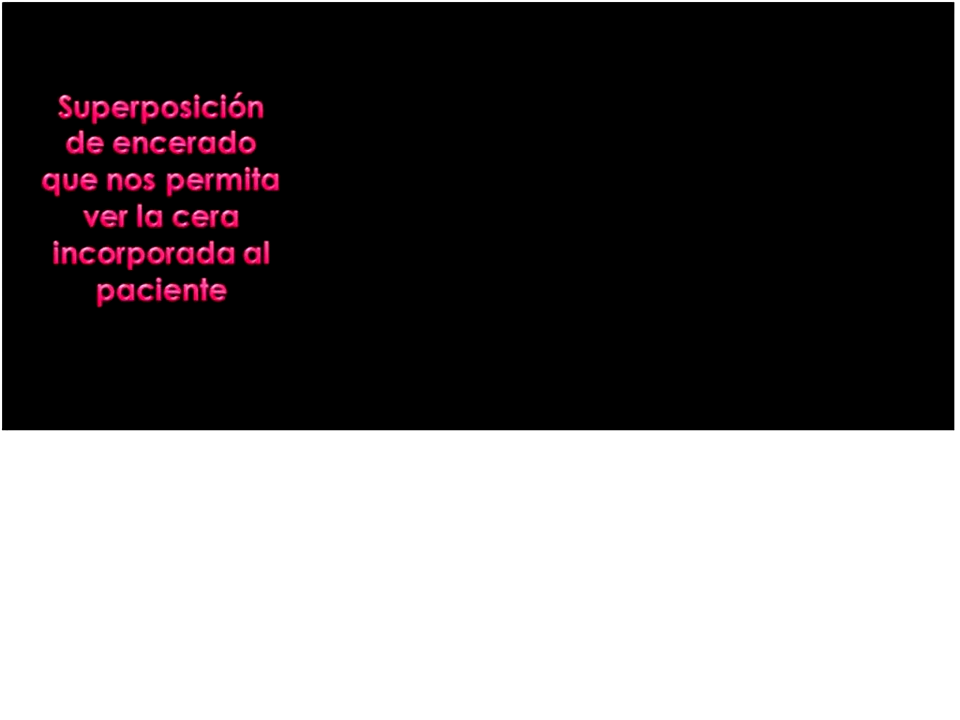 Superposición
de encerado
que nos permita
ver la cera
incorporada al
paciente